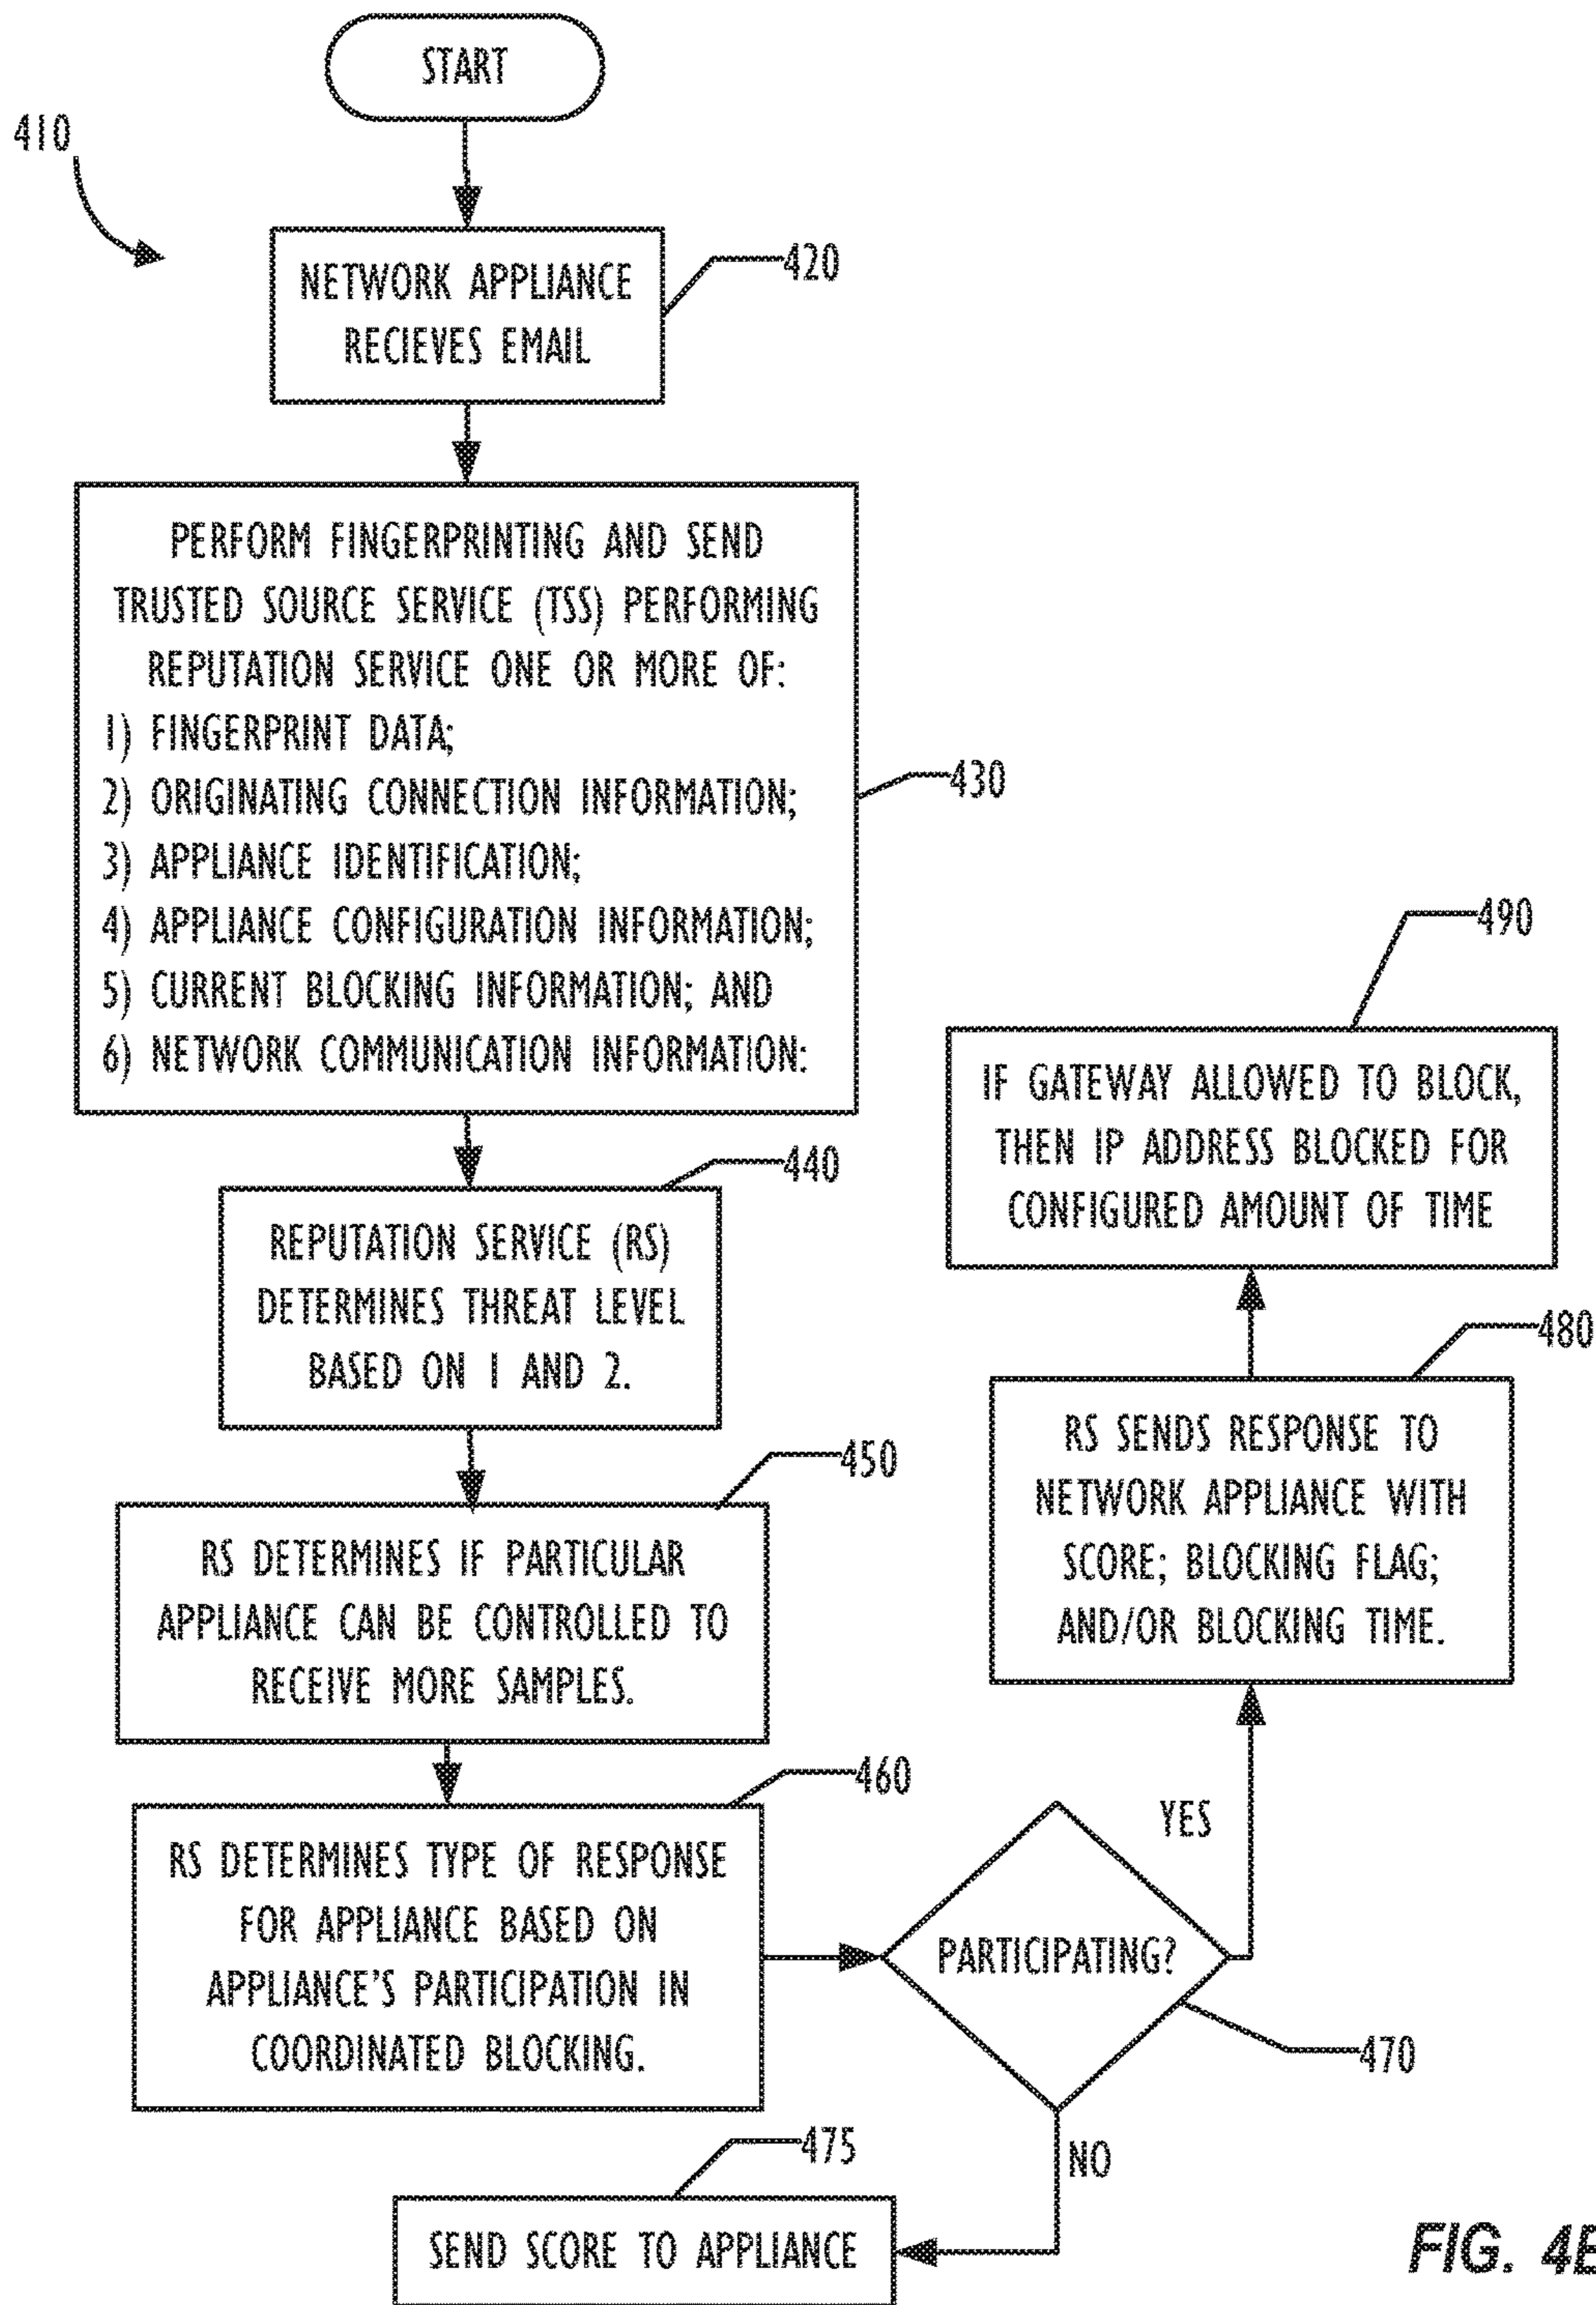 START
410
NETWORK APPLIANCE
RECIEVES EMAIL
420
PERFORM FINGERPRINTING AND SEND
TRUSTED SOURCE SERVICE (TSS) PERFORMING
REPUTATION SERVICE ONE OR MORE OF:
1) FINGERPRINT DATA;
2) ORIGINATING CONNECTION INFORMATION;
3) APPLIANCE IDENTIFICATION;
4) APPLIANCE CONFIGURATION INFORMATION;
5) CURRENT BLOCKING INFORMATION; AND
6) NETWORK COMMUNICATION INFORMATION:
430
440
REPUTATION SERVICE (RS)
DETERMINES THREAT LEVEL
BASED ON 1 AND 2.
450
RS DETERMINES IF PARTICULAR
APPLIANCE CAN BE CONTROLLED TO
RECEIVE MORE SAMPLES.
460
RS DETERMINES TYPE OF RESPONSE
FOR APPLIANCE BASED ON
APPLIANCE'S PARTICIPATION IN
COORDINATED BLOCKING.
PARTICIPATING?
470
YES
NO
475
SEND SCORE TO APPLIANCE
480
RS SENDS RESPONSE TO
NETWORK APPLIANCE WITH
SCORE; BLOCKING FLAG;
AND/OR BLOCKING TIME.
490
IF GATEWAY ALLOWED TO BLOCK,
THEN IP ADDRESS BLOCKED FOR
CONFIGURED AMOUNT OF TIME
FIG.